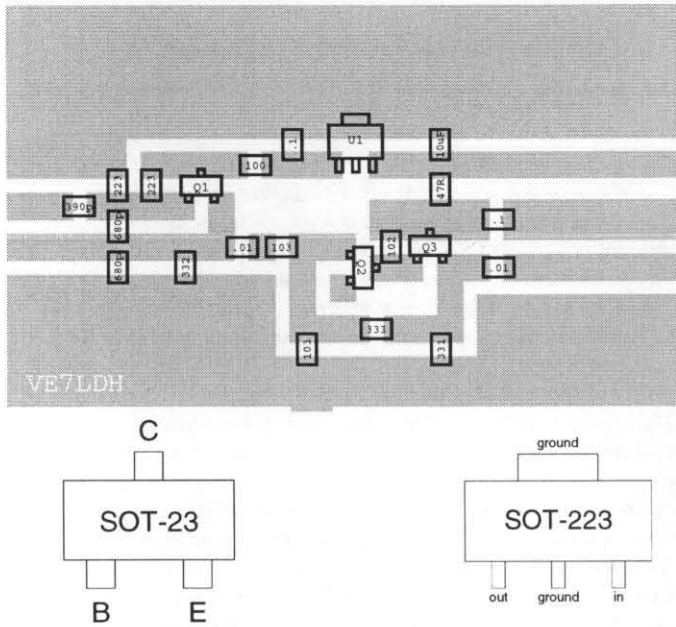 .1
U1
10uF
100
223
223
Q1
47R
390p
680p
.1
.01
103
102
Q3
680p
332
Q2
.01
333
103
331
VE7LDH
C
SOT-23
B
E
ground
SOT-223
out
ground
in